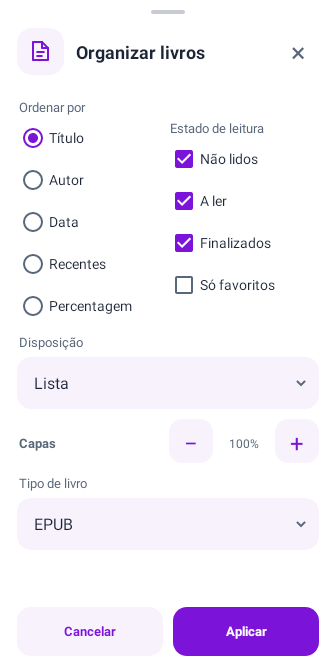 Organizar livros
Ordenar por
Título
Autor
Data
Recentes
Percentagem
Estado de leitura
Não lidos
A ler
Finalizados
Só favoritos
Disposição
Lista
Capas
− 100% +
Tipo de livro
EPUB
Cancelar
Aplicar